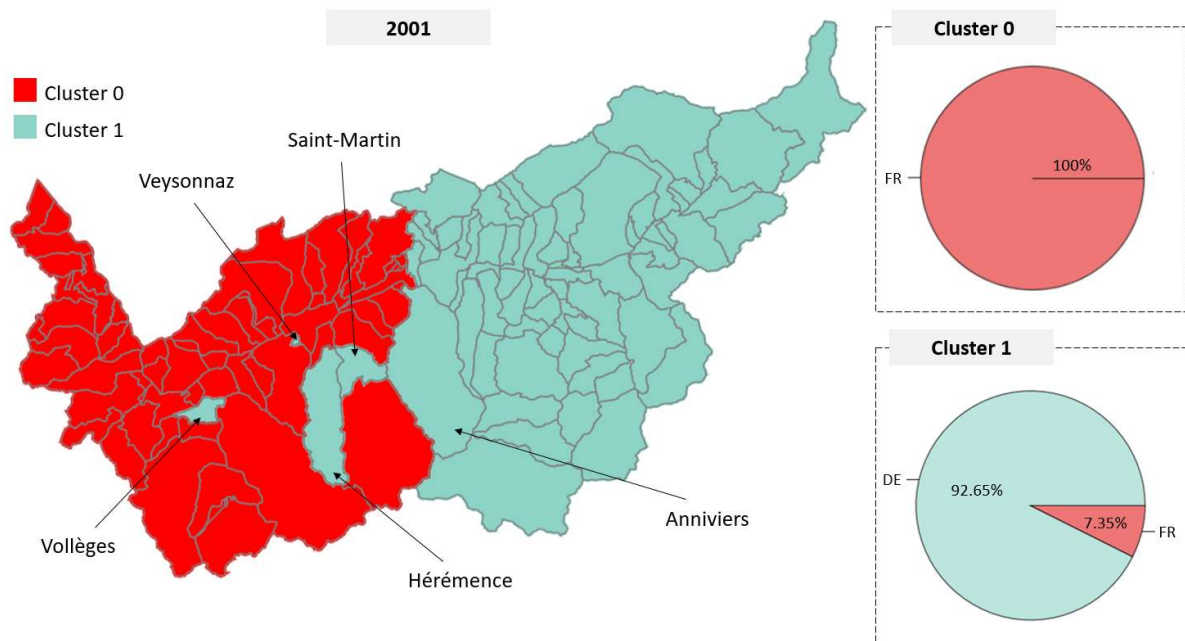 2001
Cluster 0
Cluster 1
Saint-Martin
Veysonnaz
Vollèges
Hérémence
Anniviers
Cluster 0
FR
100%
Cluster 1
DE
92.65%
7.35%
FR